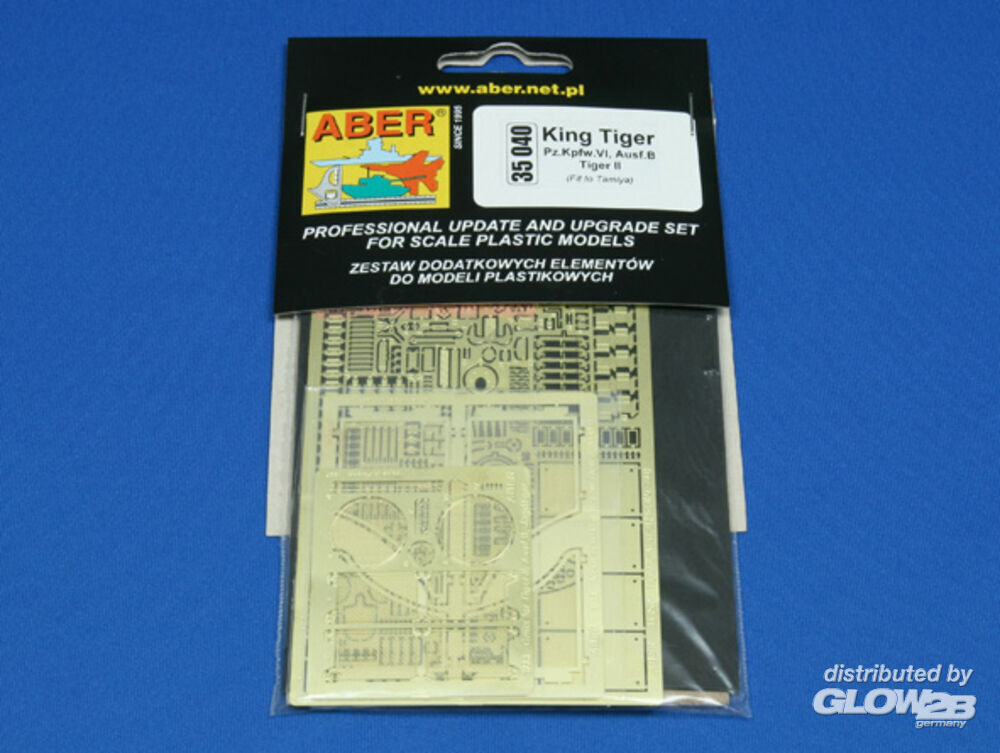 www.aber.net.pl
ABER®
SINCE 1995
35 040
King Tiger
Pz.Kpfw.VI, Ausf.B
Tiger II
(Fit to Tamiya)
PROFESSIONAL UPDATE AND UPGRADE SET
FOR SCALE PLASTIC MODELS
ZESTAW DODATKOWYCH ELEMENTÓW
DO MODELI PLASTIKOWYCH
distributed by
GLOW2B
germany